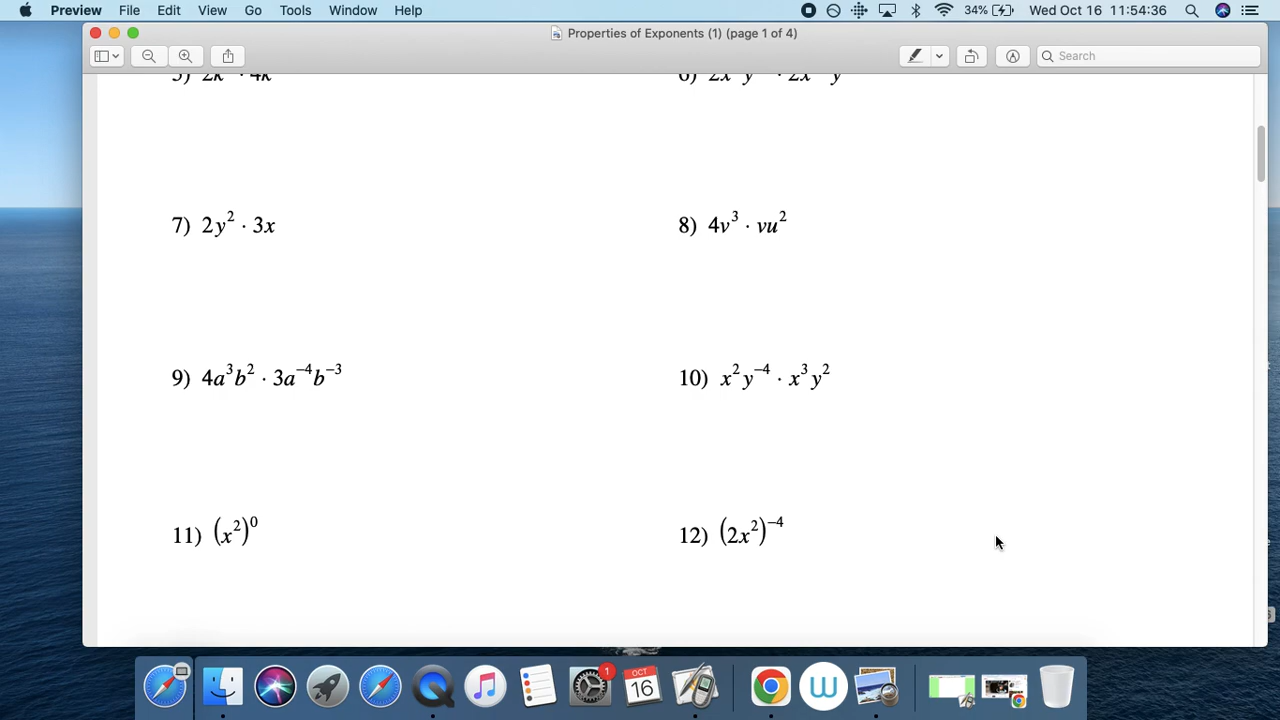 Preview File Edit View Go Tools Window Help 34% Wed Oct 16 11:54:36
Properties of Exponents (1) (page 1 of 4)
Search
7) 2y² · 3x
8) 4v³ · vu²
9) 4a³b² · 3a⁻⁴b⁻³
10) x²y⁻⁴ · x³y²
11) (x²)⁰
12) (2x²)⁻⁴
1
OCT
16